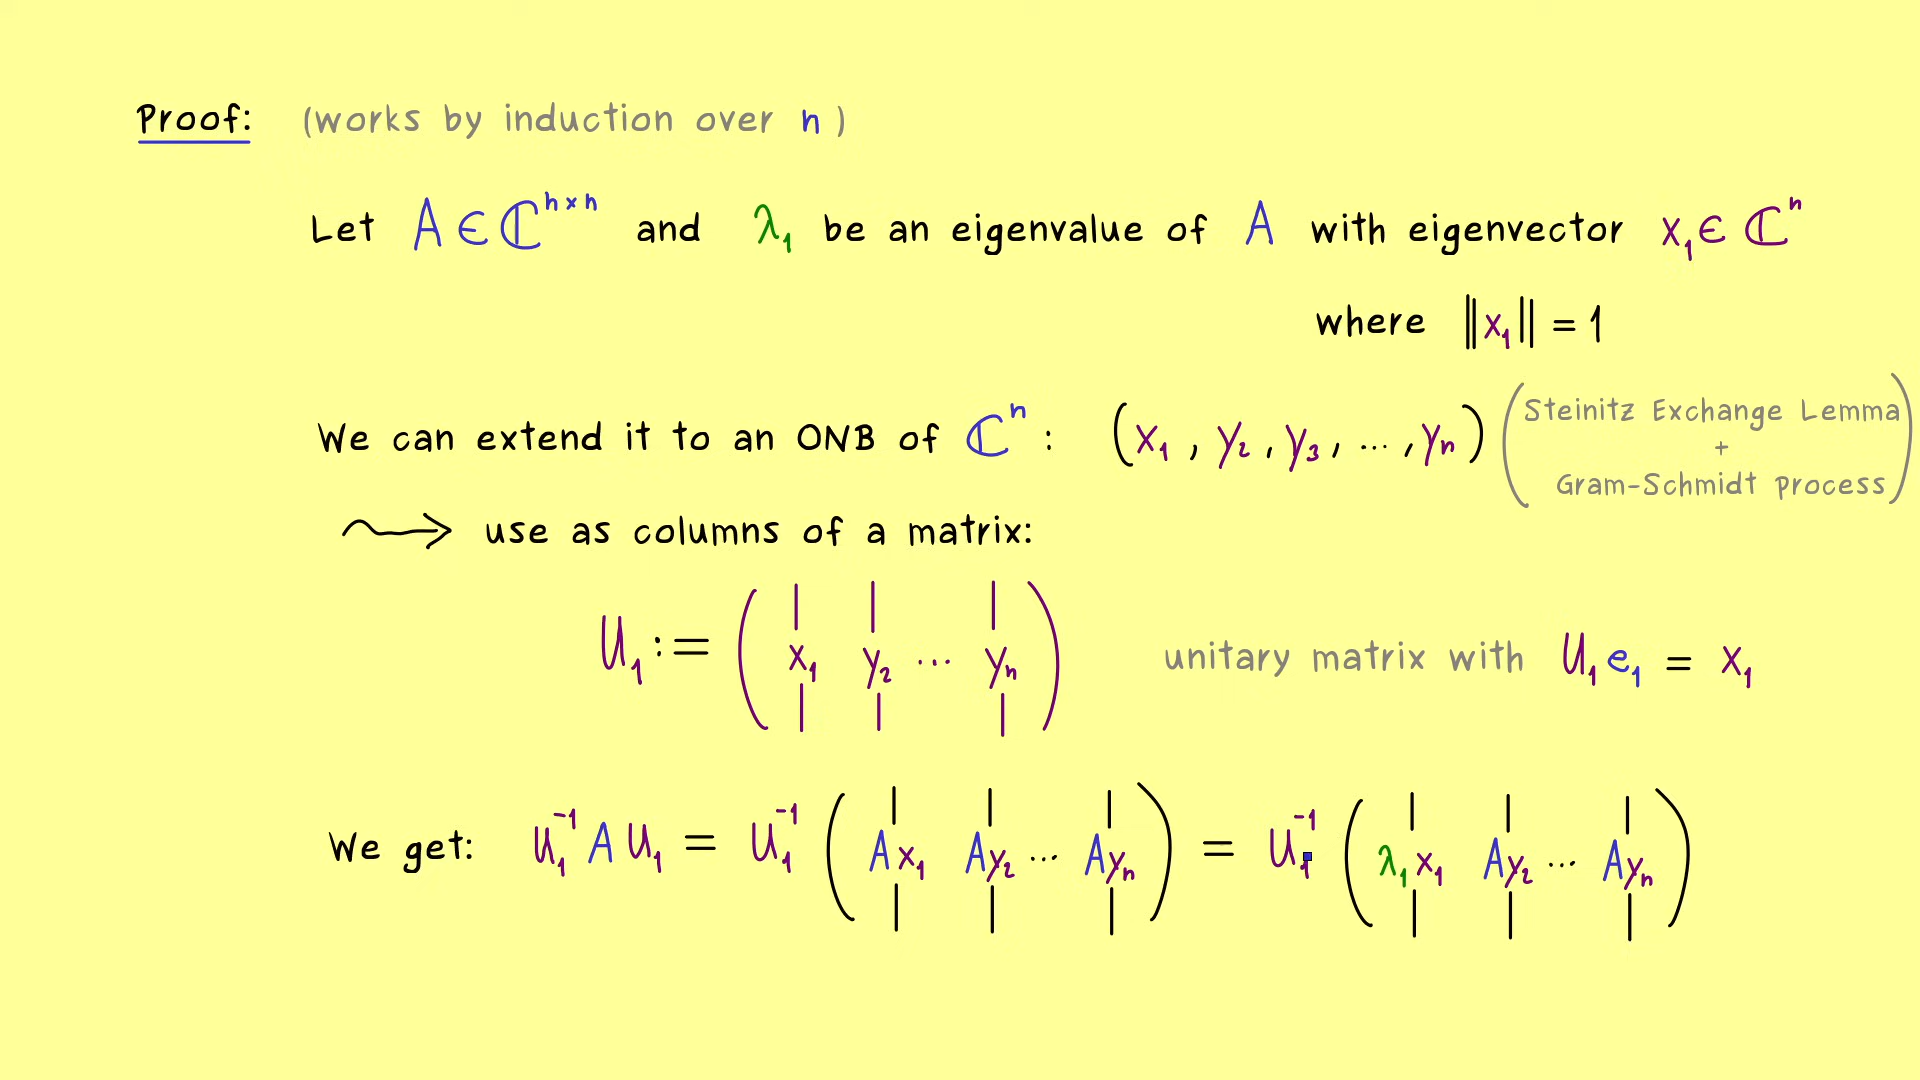 Proof: (works by induction over n)
Let A ∈ ℂⁿˣⁿ and λ₁ be an eigenvalue of A with eigenvector x₁ ∈ ℂⁿ
where ‖x₁‖ = 1
We can extend it to an ONB of ℂⁿ: (x₁, y₂, y₃, ..., yₙ) (Steinitz Exchange Lemma + Gram-Schmidt process)
⟿ use as columns of a matrix:
U₁ := ( x₁ y₂ ... yₙ ) unitary matrix with U₁e₁ = x₁
We get: U₁⁻¹ A U₁ = U₁⁻¹ ( Ax₁ Ay₂ ... Ayₙ ) = U₁⁻¹ ( λ₁x₁ Ay₂ ... Ayₙ )